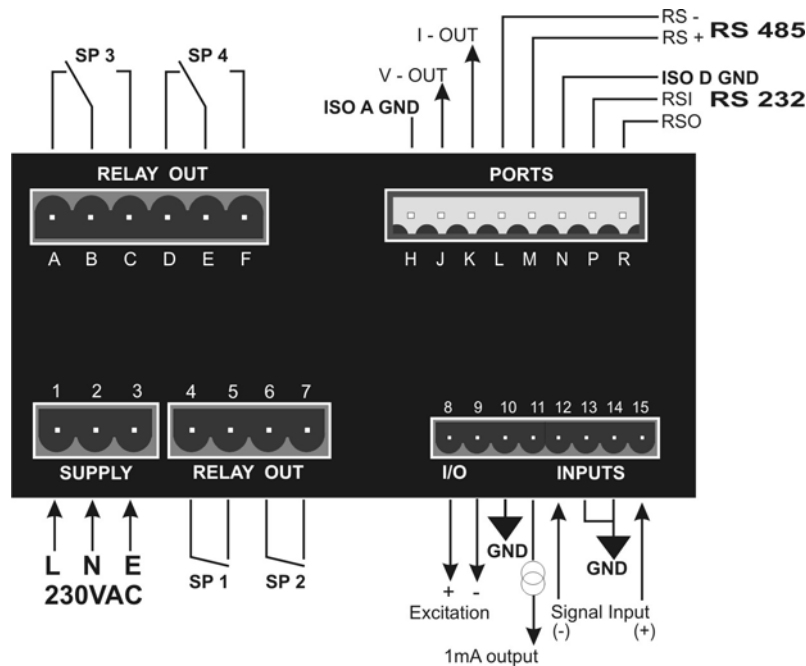 SP 3
SP 4
I - OUT
V - OUT
ISO A GND
RS -
RS +
RS 485
ISO D GND
RSI
RS 232
RSO
RELAY OUT
PORTS
A B C D E F
H J K L M N P R
1 2 3
4 5 6 7
8 9 10 11 12 13 14 15
SUPPLY
RELAY OUT
I/O
INPUTS
L N E
230VAC
SP 1
SP 2
GND
GND
+ -
Excitation
Signal Input
(-) (+)
1mA output